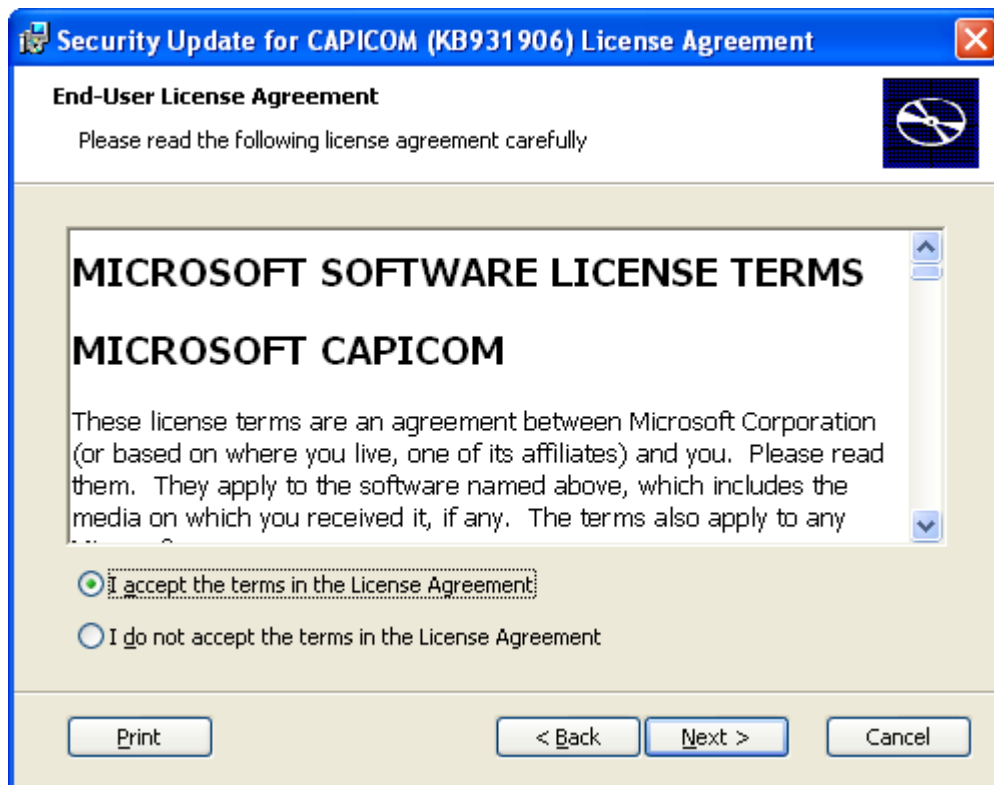 Security Update for CAPICOM (KB931906) License Agreement
End-User License Agreement
Please read the following license agreement carefully
MICROSOFT SOFTWARE LICENSE TERMS
MICROSOFT CAPICOM
These license terms are an agreement between Microsoft Corporation
(or based on where you live, one of its affiliates) and you.  Please read
them.  They apply to the software named above, which includes the
media on which you received it, if any.  The terms also apply to any
I accept the terms in the License Agreement
I do not accept the terms in the License Agreement
Print
< Back
Next >
Cancel